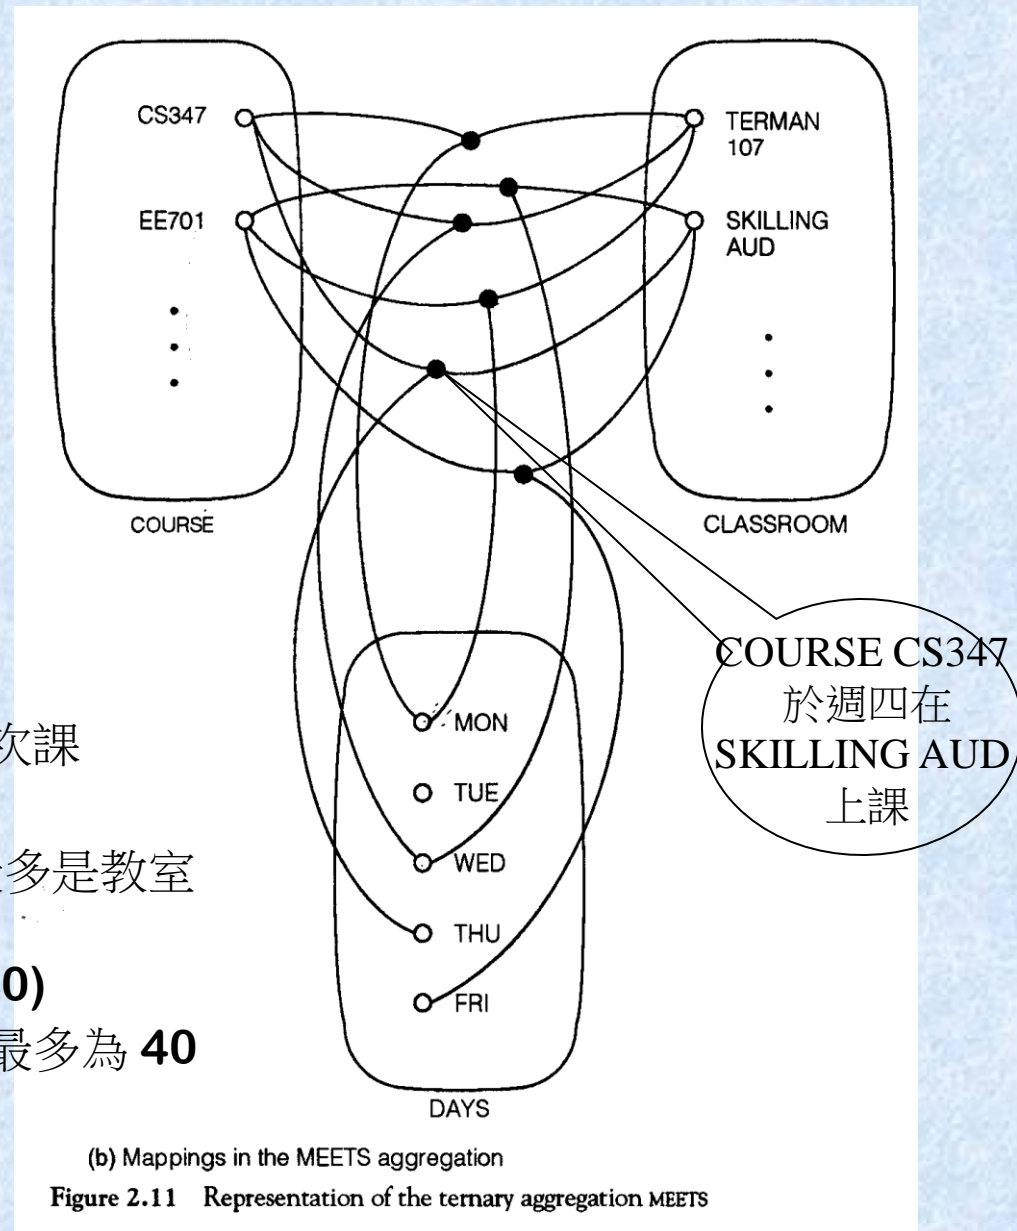 CS347
TERMAN
107
EE701
SKILLING
AUD
COURSE
CLASSROOM
COURSE CS347
於週四在
SKILLING AUD
上課
MON
次課
TUE
多是教室
WED
THU
0)
FRI
最多為 40
DAYS
(b) Mappings in the MEETS aggregation
Figure 2.11 Representation of the ternary aggregation MEETS